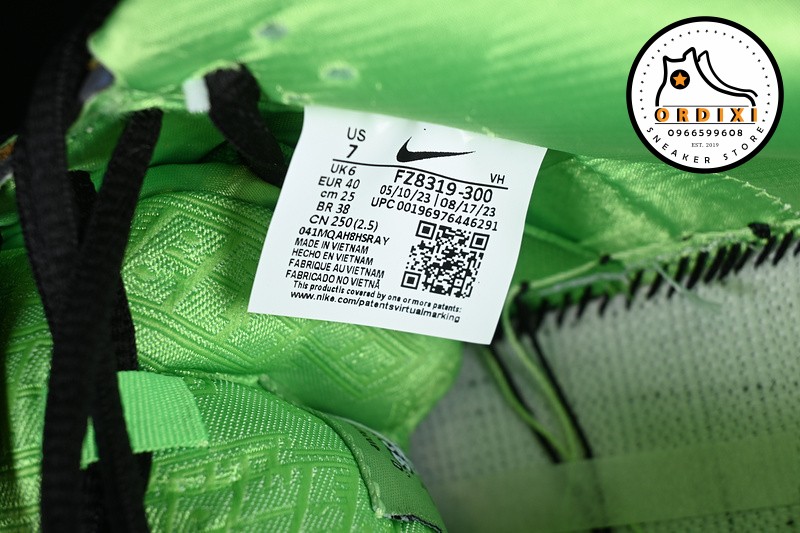 US
7
UK 6
EUR 40
cm 25
BR 38
CN 250 (2.5)
VH
FZ8319-300
05/10/23 | 08/17/23
UPC 00196976446291
041MQAH8HSRAY
MADE IN VIETNAM
HECHO EN VIETNAM
FABRIQUE AU VIETNAM
FABRICADO NO VIETNÃ
This product is covered by one or more patents:
www.nike.com/patentsvirtualmarking
ORDIXI
0966599608
EST. 2019
SNEAKER STORE